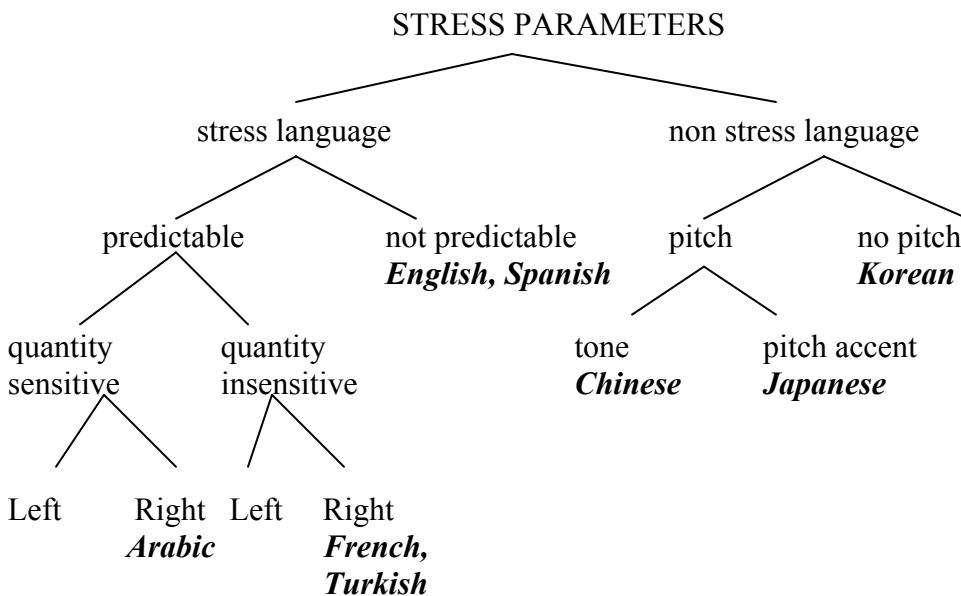 STRESS PARAMETERS
stress language non stress language
predictable not predictable pitch no pitch
English, Spanish Korean
quantity quantity tone pitch accent
sensitive insensitive Chinese Japanese
Left Right Left Right
Arabic French,
Turkish